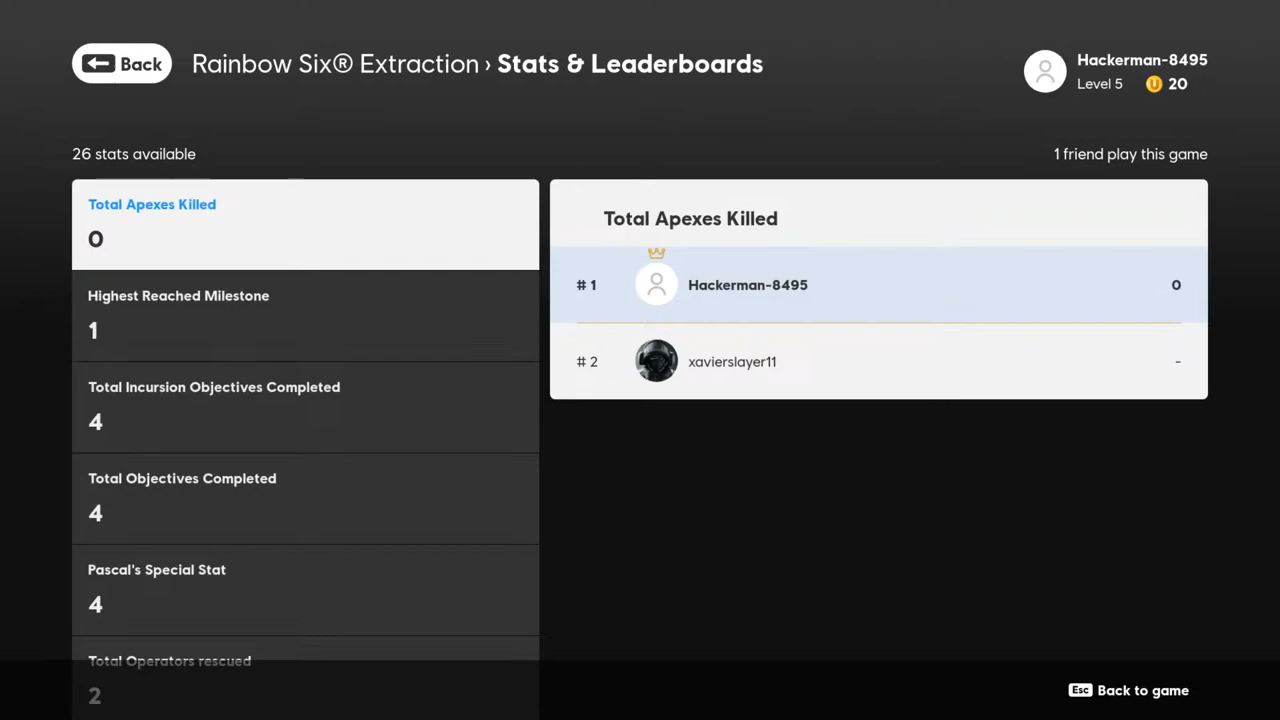 Back
Rainbow Six® Extraction › Stats & Leaderboards
Hackerman-8495
Level 5
20
26 stats available
1 friend play this game
Total Apexes Killed
0
Highest Reached Milestone
1
Total Incursion Objectives Completed
4
Total Objectives Completed
4
Pascal's Special Stat
4
Total Operators rescued
2
Total Apexes Killed
# 1 Hackerman-8495 0
# 2 xavierslayer11 -
Esc Back to game